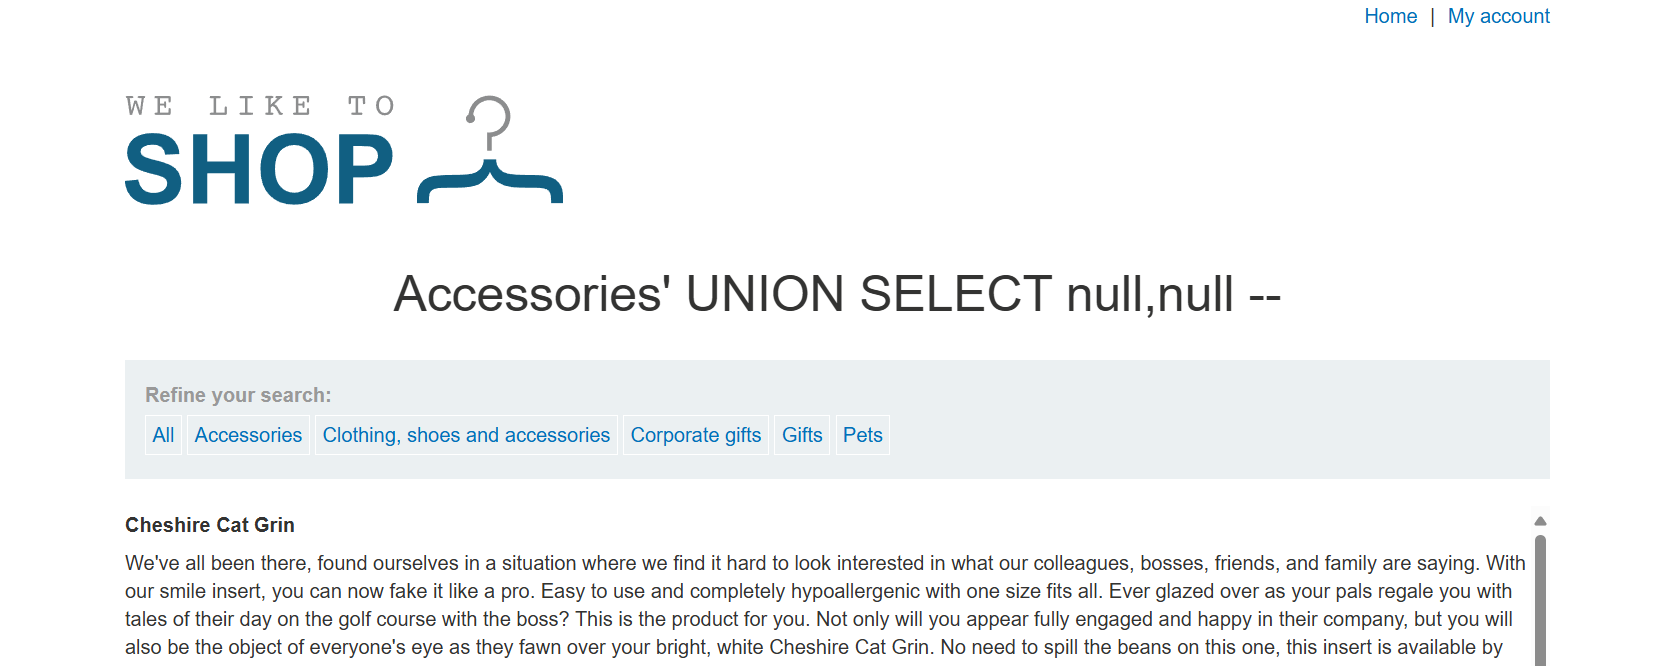 Home | My account
WE LIKE TO
SHOP
Accessories' UNION SELECT null,null --
Refine your search:
All Accessories Clothing, shoes and accessories Corporate gifts Gifts Pets
Cheshire Cat Grin
We've all been there, found ourselves in a situation where we find it hard to look interested in what our colleagues, bosses, friends, and family are saying. With
our smile insert, you can now fake it like a pro. Easy to use and completely hypoallergenic with one size fits all. Ever glazed over as your pals regale you with
tales of their day on the golf course with the boss? This is the product for you. Not only will you appear fully engaged and happy in their company, but you will
also be the object of everyone's eye as they fawn over your bright, white Cheshire Cat Grin. No need to spill the beans on this one, this insert is available by